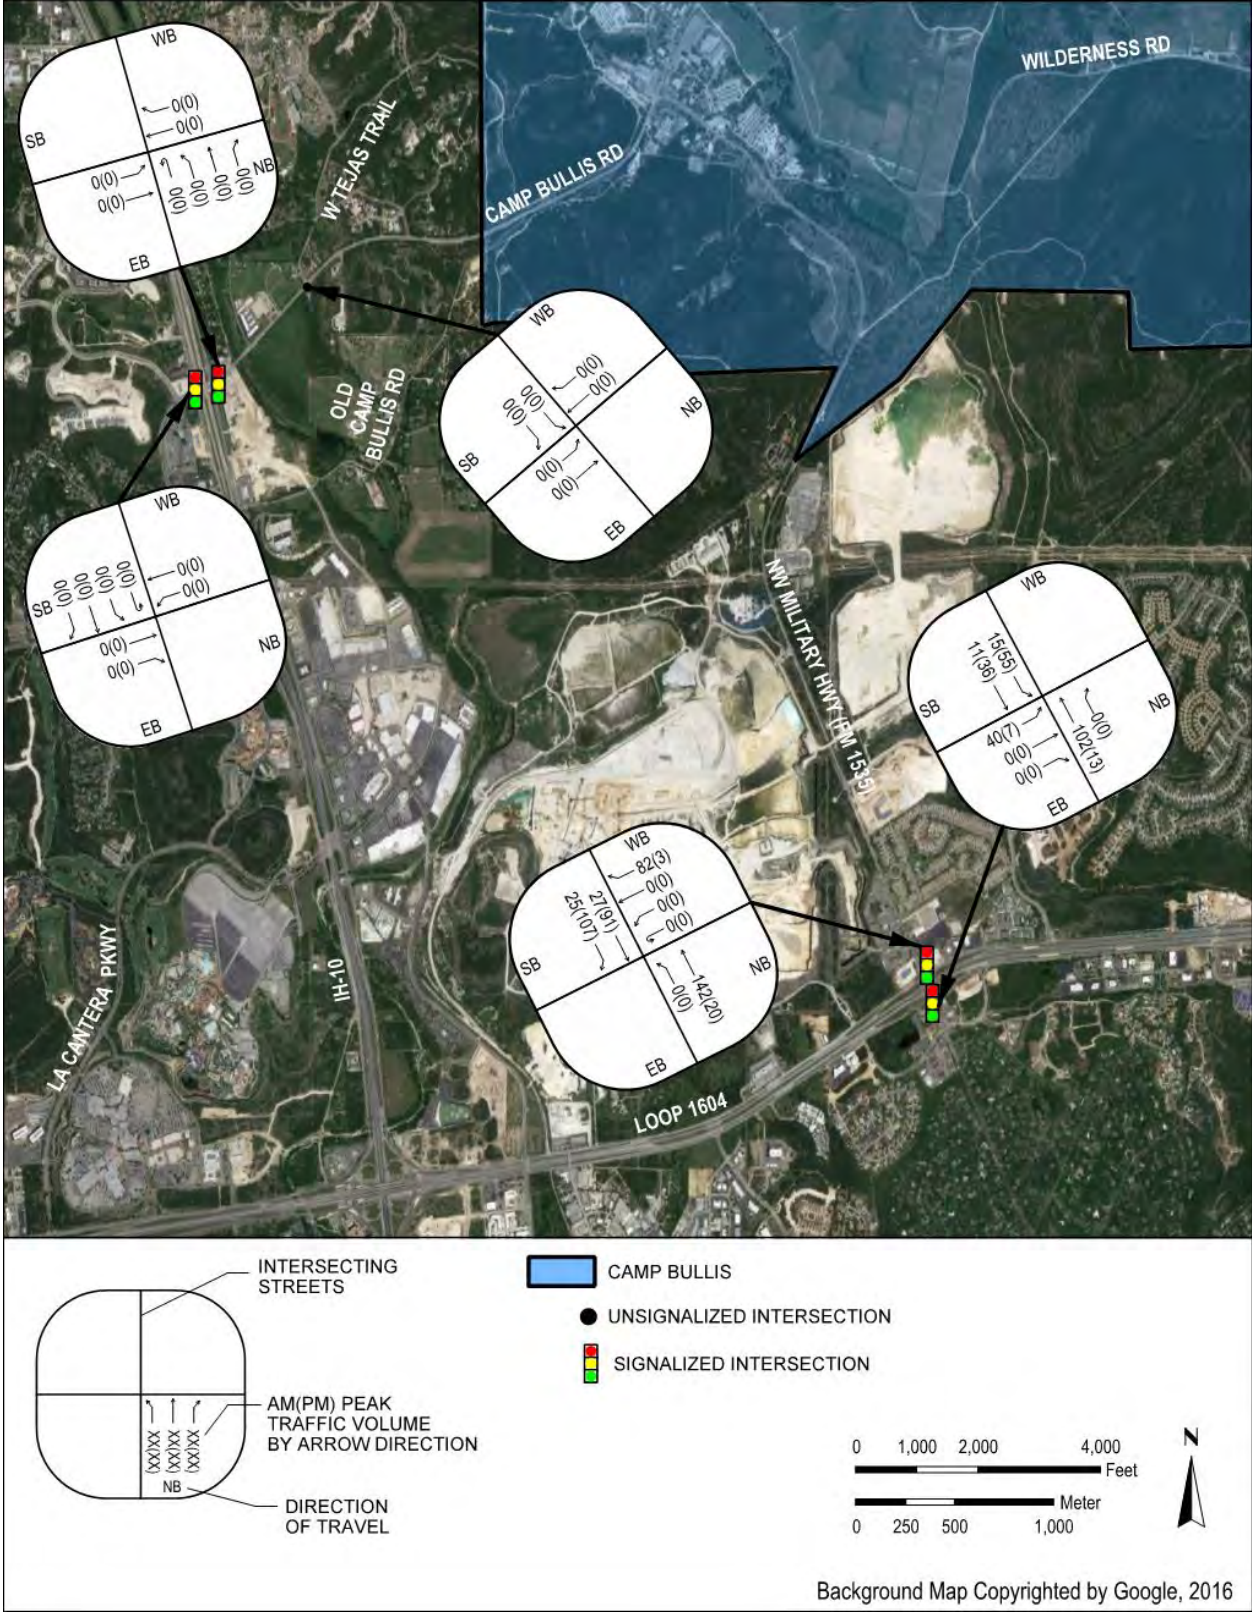 WB
0(0)
0(0)
SB
NB
0(0)
0(0)
0(0)
0(0)
0(0)
0(0)
EB
W TEJAS TRAIL
CAMP BULLIS RD
WILDERNESS RD
OLD
CAMP
BULLIS RD
WB
0(0)
0(0)
0(0)
0(0)
SB
NB
0(0)
0(0)
EB
WB
0(0)
0(0)
0(0)
0(0)
0(0)
0(0)
SB
NB
0(0)
0(0)
EB
NW MILITARY HWY (FM 1535)
WB
15(55)
11(36)
SB
NB
40(7)
0(0)
0(0)
0(0)
102(13)
EB
WB
82(3)
0(0)
0(0)
0(0)
27(91)
25(107)
SB
NB
142(20)
0(0)
EB
LA CANTERA PKWY
IH-10
LOOP 1604
INTERSECTING
STREETS
AM(PM) PEAK
TRAFFIC VOLUME
BY ARROW DIRECTION
XX(XX)
XX(XX)
XX(XX)
NB
DIRECTION
OF TRAVEL
CAMP BULLIS
UNSIGNALIZED INTERSECTION
SIGNALIZED INTERSECTION
0 1,000 2,000 4,000
Feet
Meter
0 250 500 1,000
N
Background Map Copyrighted by Google, 2016